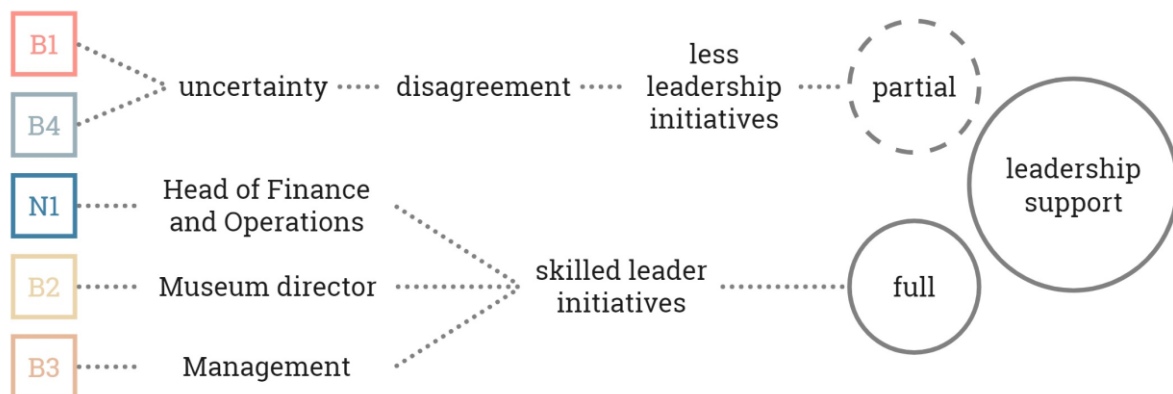 B1
B4
uncertainty
disagreement
less
leadership
initiatives
partial
leadership
support
N1
Head of Finance
and Operations
B2
Museum director
skilled leader
initiatives
full
B3
Management